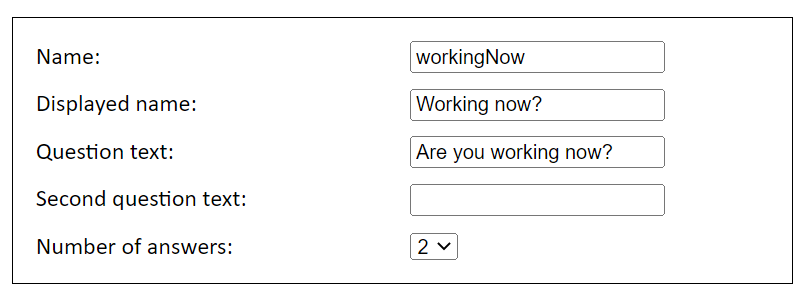 Name: workingNow
Displayed name: Working now?
Question text: Are you working now?
Second question text:
Number of answers: 2